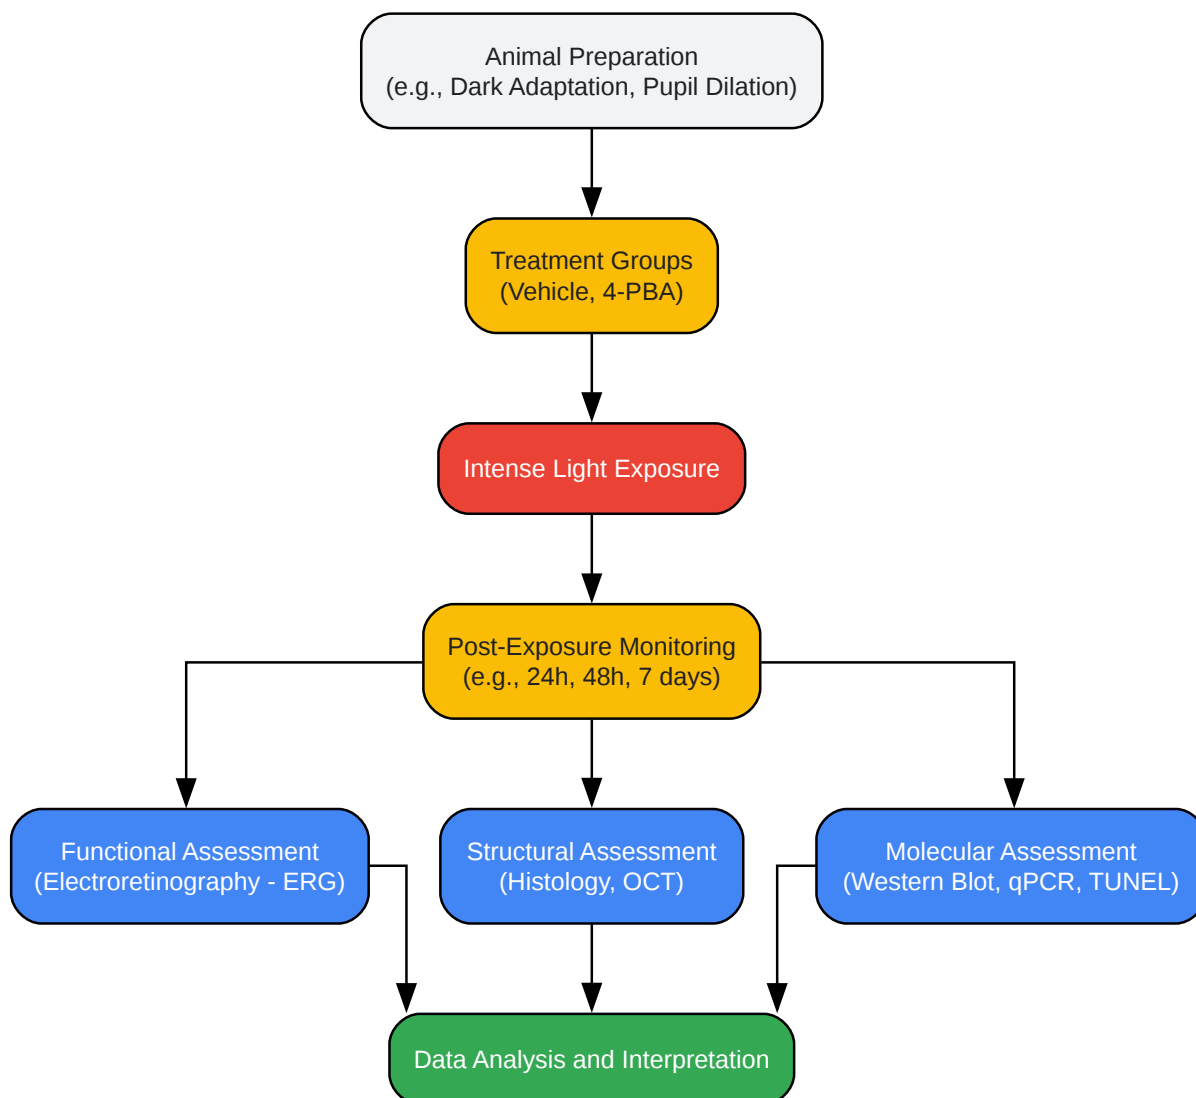 Animal Preparation
(e.g., Dark Adaptation, Pupil Dilation)
Treatment Groups
(Vehicle, 4-PBA)
Intense Light Exposure
Post-Exposure Monitoring
(e.g., 24h, 48h, 7 days)
Functional Assessment
(Electroretinography - ERG)
Structural Assessment
(Histology, OCT)
Molecular Assessment
(Western Blot, qPCR, TUNEL)
Data Analysis and Interpretation